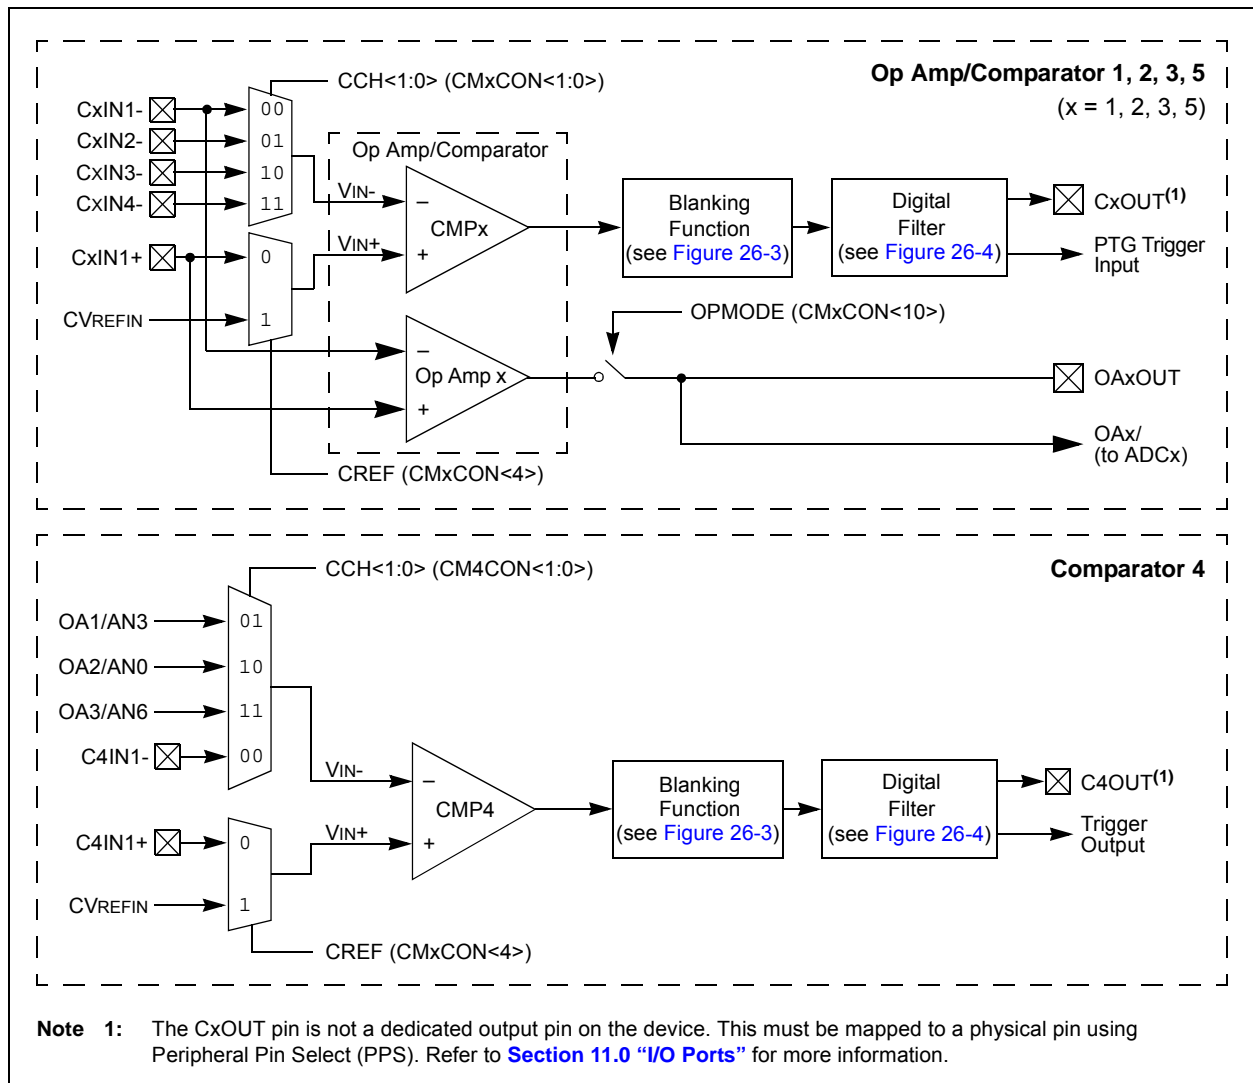 CCH<1:0> (CMxCON<1:0>)
Op Amp/Comparator 1, 2, 3, 5
(x = 1, 2, 3, 5)
CxIN1-
00
CxIN2-
01
CxIN3-
10
CxIN4-
11
Op Amp/Comparator
VIN-
–
CMPx
VIN+
+
CxIN1+
0
CVREFIN
1
Blanking
Function
(see Figure 26-3)
Digital
Filter
(see Figure 26-4)
CxOUT(1)
PTG Trigger
Input
OPMODE (CMxCON<10>)
–
Op Amp x
+
OAxOUT
OAx/
(to ADCx)
CREF (CMxCON<4>)
CCH<1:0> (CM4CON<1:0>)
Comparator 4
OA1/AN3
01
OA2/AN0
10
OA3/AN6
11
C4IN1-
00
VIN-
–
CMP4
VIN+
+
C4IN1+
0
CVREFIN
1
Blanking
Function
(see Figure 26-3)
Digital
Filter
(see Figure 26-4)
C4OUT(1)
Trigger
Output
CREF (CMxCON<4>)
Note 1: The CxOUT pin is not a dedicated output pin on the device. This must be mapped to a physical pin using
Peripheral Pin Select (PPS). Refer to Section 11.0 “I/O Ports” for more information.